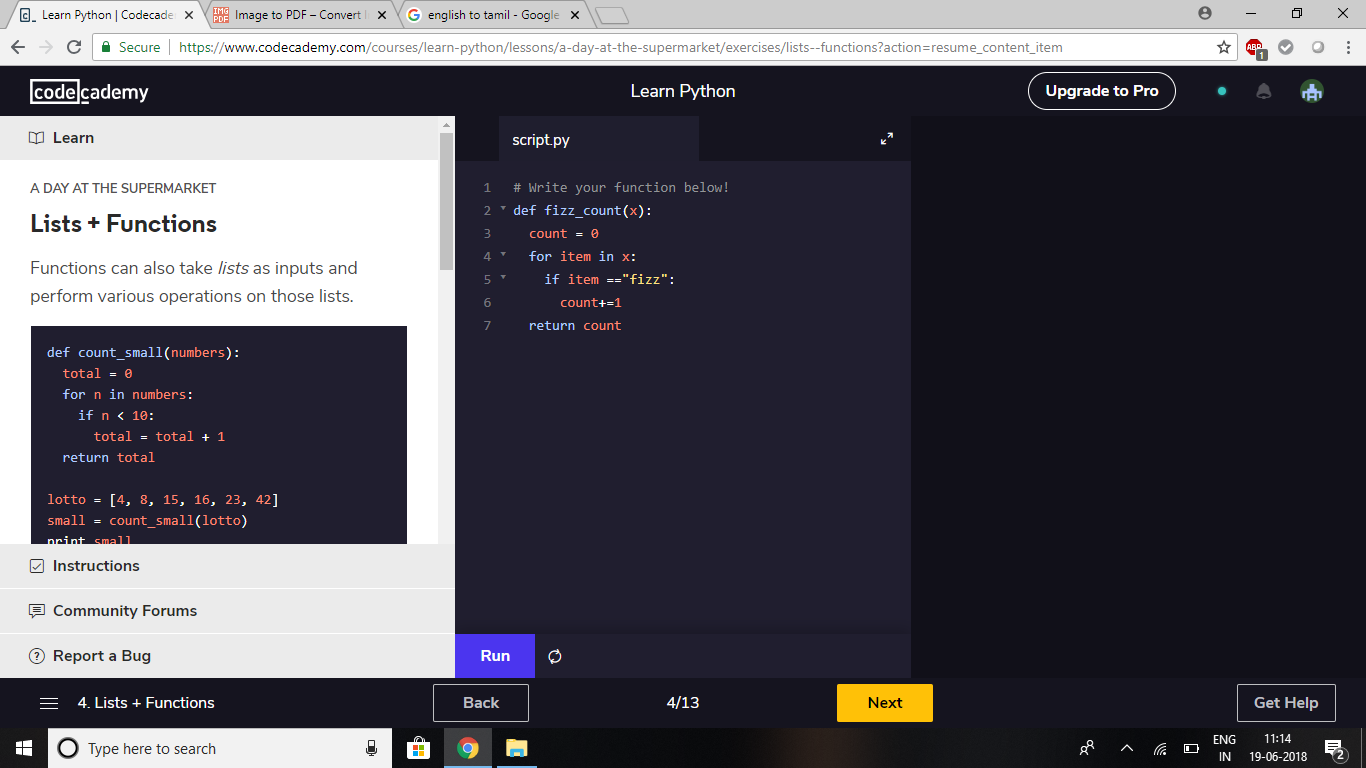 Learn Python | Codecade
Image to PDF – Convert I
english to tamil - Google
Secure
https://www.codecademy.com/courses/learn-python/lessons/a-day-at-the-supermarket/exercises/lists--functions?action=resume_content_item
ABP
1
codecademy
Learn Python
Upgrade to Pro
Learn
A DAY AT THE SUPERMARKET
Lists + Functions
Functions can also take lists as inputs and
perform various operations on those lists.
def count_small(numbers):
  total = 0
  for n in numbers:
    if n < 10:
      total = total + 1
  return total
lotto = [4, 8, 15, 16, 23, 42]
small = count_small(lotto)
print small
Instructions
Community Forums
Report a Bug
script.py
1 # Write your function below!
2 def fizz_count(x):
3   count = 0
4   for item in x:
5     if item =="fizz":
6       count+=1
7   return count
Run
4. Lists + Functions
Back
4/13
Next
Get Help
Type here to search
ENG
IN
11:14
19-06-2018
2